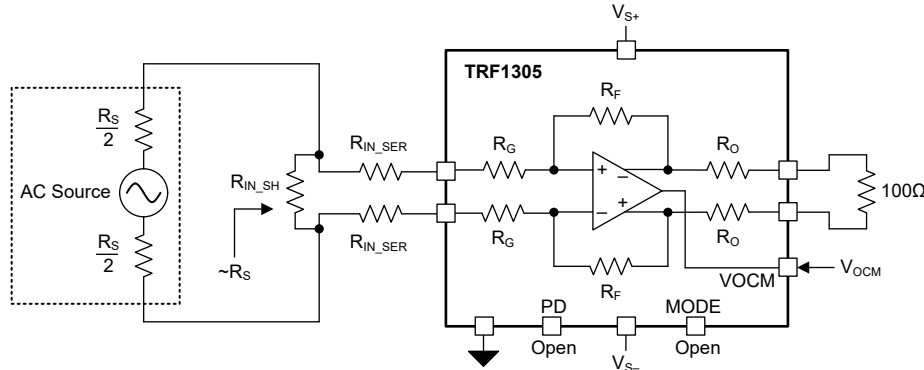 V_S+
TRF1305
R_F
R_S/2
R_IN_SER
R_G
R_O
AC Source
R_IN_SH
+
−
100Ω
−
+
R_S/2
R_IN_SER
R_G
R_O
~R_S
R_F
VOCM
V_OCM
PD
MODE
Open
Open
V_S−